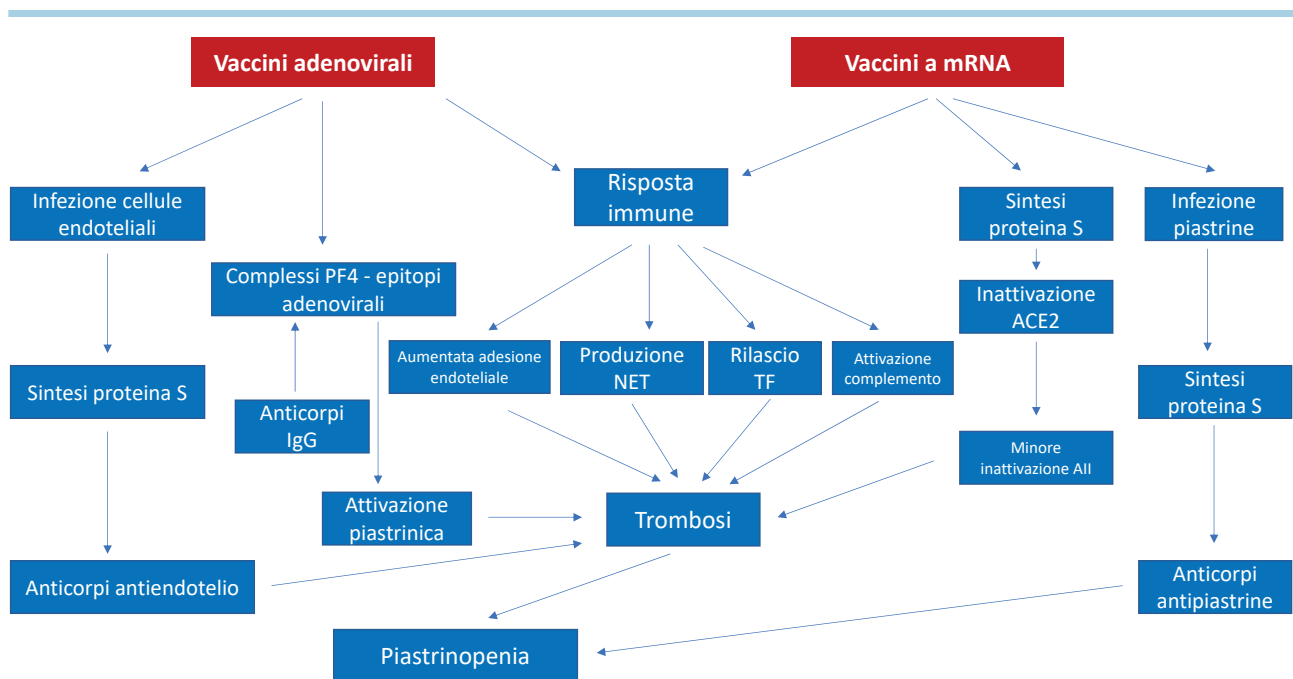 Vaccini adenovirali
Vaccini a mRNA
Infezione cellule
endoteliali
Risposta
immune
Sintesi
proteina S
Infezione
piastrine
Complessi PF4 - epitopi
adenovirali
Inattivazione
ACE2
Aumentata adesione
endoteliale
Produzione
NET
Rilascio
TF
Attivazione
complemento
Sintesi proteina S
Anticorpi
IgG
Sintesi
proteina S
Minore
inattivazione AII
Attivazione
piastrinica
Trombosi
Anticorpi antiendotelio
Anticorpi
antipiastrine
Piastrinopenia